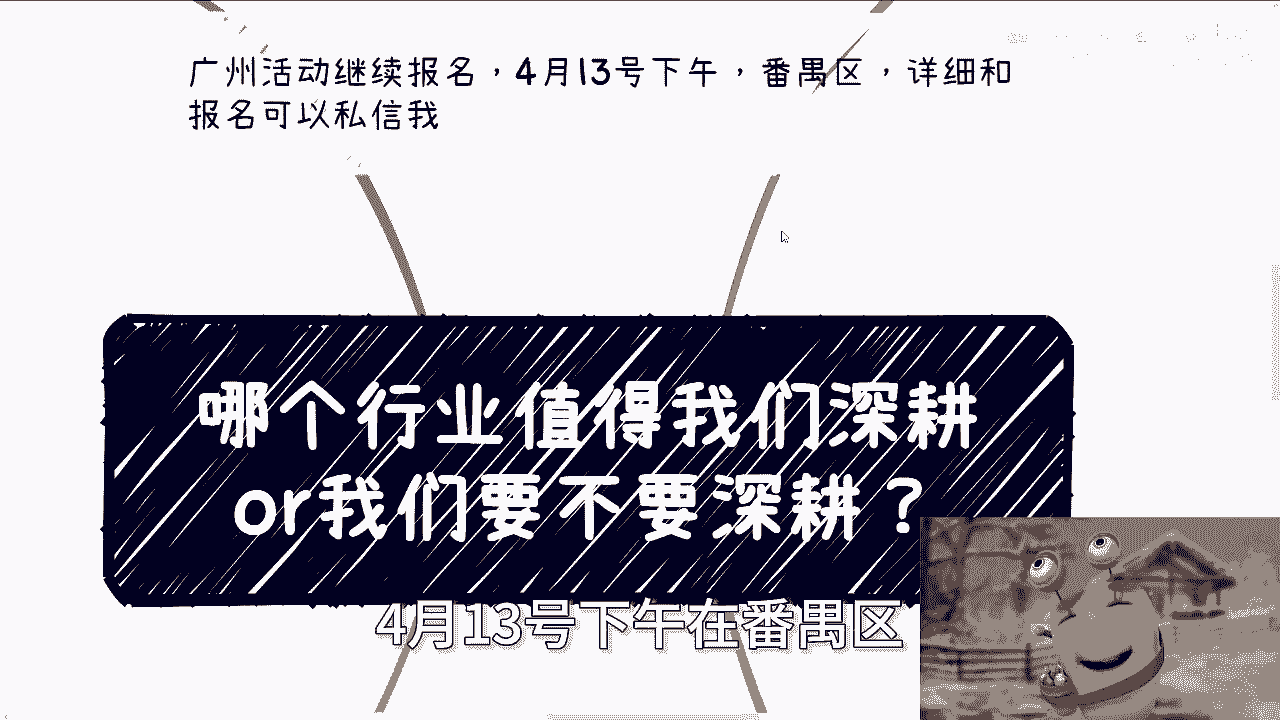 广州活动继续报名，4月13号下午，番禺区，详细和
报名可以私信我
哪个行业值得我们深耕
or我们要不要深耕？
4月13号下午在番禺区